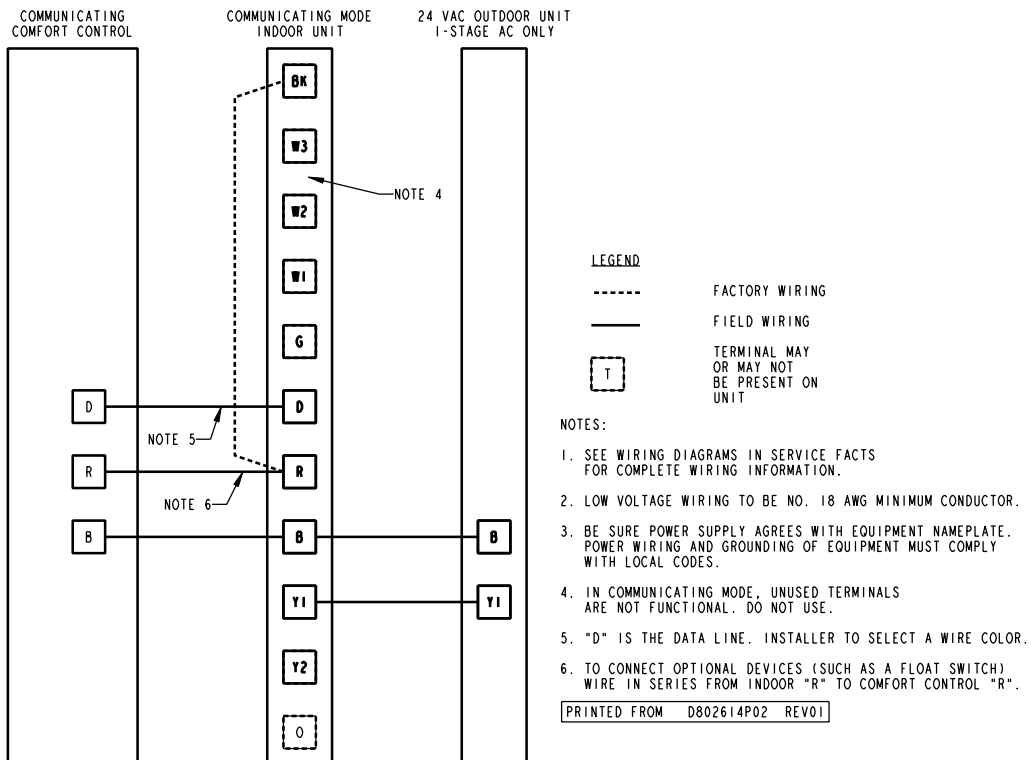 COMMUNICATING
COMFORT CONTROL
COMMUNICATING MODE
INDOOR UNIT
24 VAC OUTDOOR UNIT
1-STAGE AC ONLY
BK
W3
NOTE 4
W2
W1
G
D
NOTE 5
D
R
NOTE 6
R
B
B
B
Y1
Y1
Y2
O
LEGEND
FACTORY WIRING
FIELD WIRING
T
TERMINAL MAY
OR MAY NOT
BE PRESENT ON
UNIT
NOTES:
1. SEE WIRING DIAGRAMS IN SERVICE FACTS
FOR COMPLETE WIRING INFORMATION.
2. LOW VOLTAGE WIRING TO BE NO. 18 AWG MINIMUM CONDUCTOR.
3. BE SURE POWER SUPPLY AGREES WITH EQUIPMENT NAMEPLATE.
POWER WIRING AND GROUNDING OF EQUIPMENT MUST COMPLY
WITH LOCAL CODES.
4. IN COMMUNICATING MODE, UNUSED TERMINALS
ARE NOT FUNCTIONAL. DO NOT USE.
5. "D" IS THE DATA LINE. INSTALLER TO SELECT A WIRE COLOR.
6. TO CONNECT OPTIONAL DEVICES (SUCH AS A FLOAT SWITCH)
WIRE IN SERIES FROM INDOOR "R" TO COMFORT CONTROL "R".
PRINTED FROM D802614P02 REV01